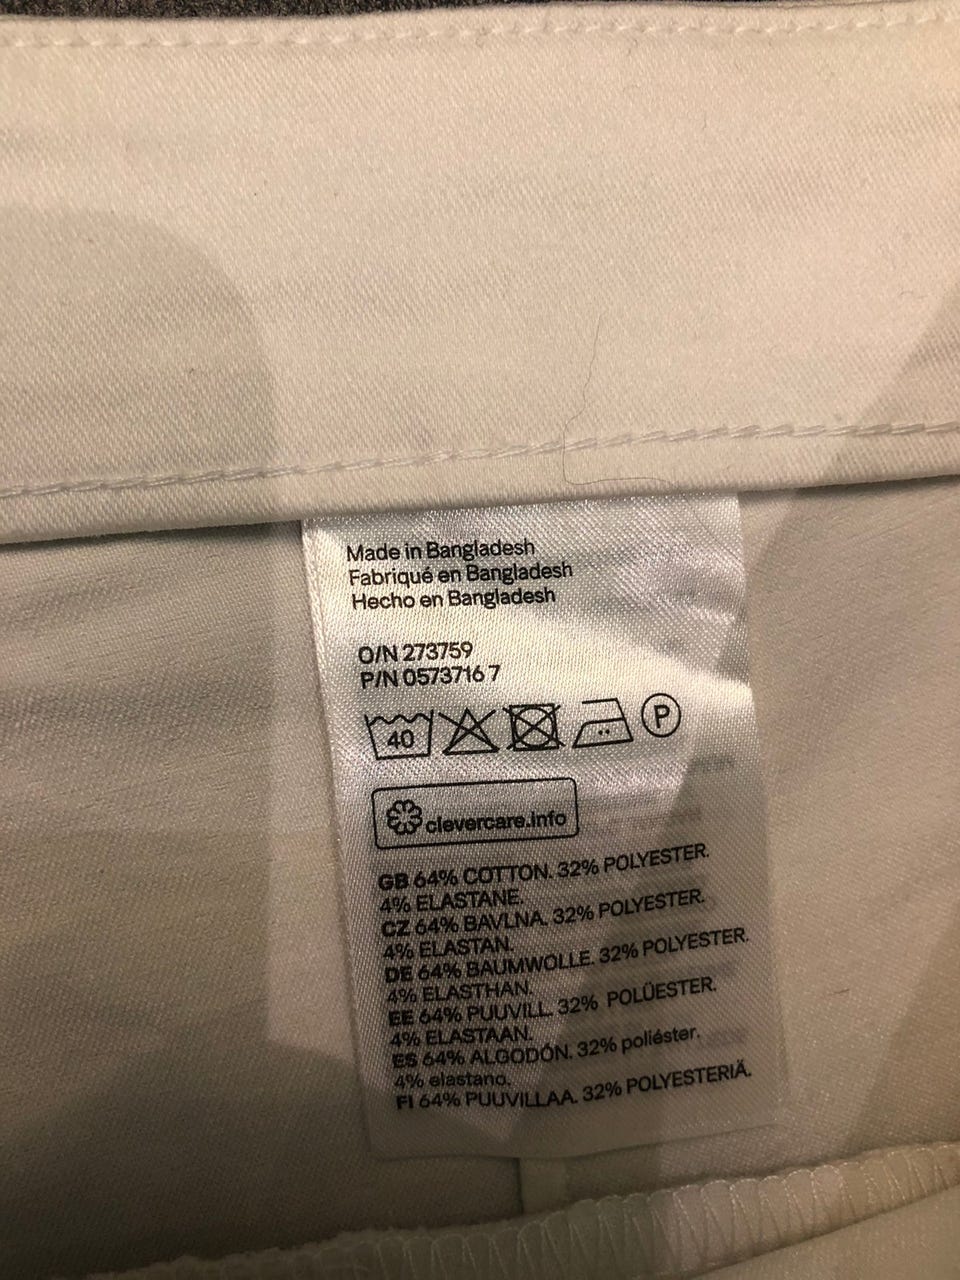 Made in Bangladesh
Fabriqué en Bangladesh
Hecho en Bangladesh
O/N 273759
P/N 0573716 7
40 P
clevercare.info
GB 64% COTTON. 32% POLYESTER.
4% ELASTANE.
CZ 64% BAVLNA. 32% POLYESTER.
4% ELASTAN.
DE 64% BAUMWOLLE. 32% POLYESTER.
4% ELASTHAN.
EE 64% PUUVILL. 32% POLÜESTER.
4% ELASTAAN.
ES 64% ALGODÓN. 32% poliéster.
4% elastano.
FI 64% PUUVILLAA. 32% POLYESTERIÄ.